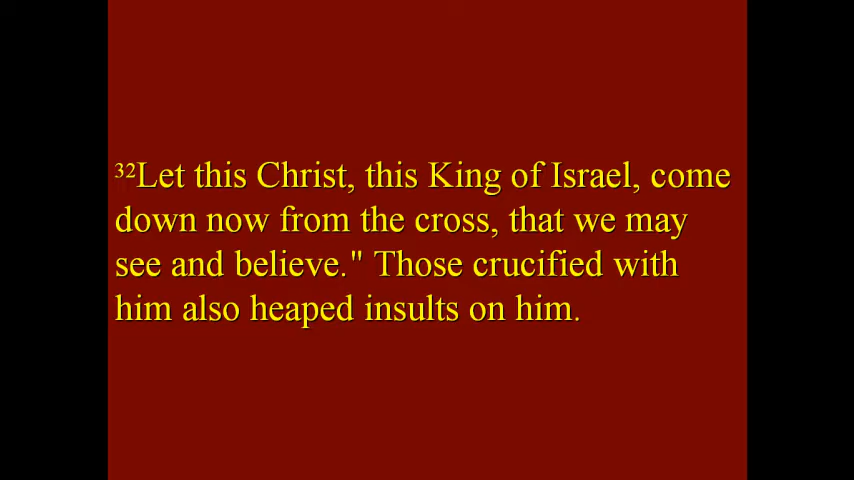 ³²Let this Christ, this King of Israel, come
down now from the cross, that we may
see and believe." Those crucified with
him also heaped insults on him.